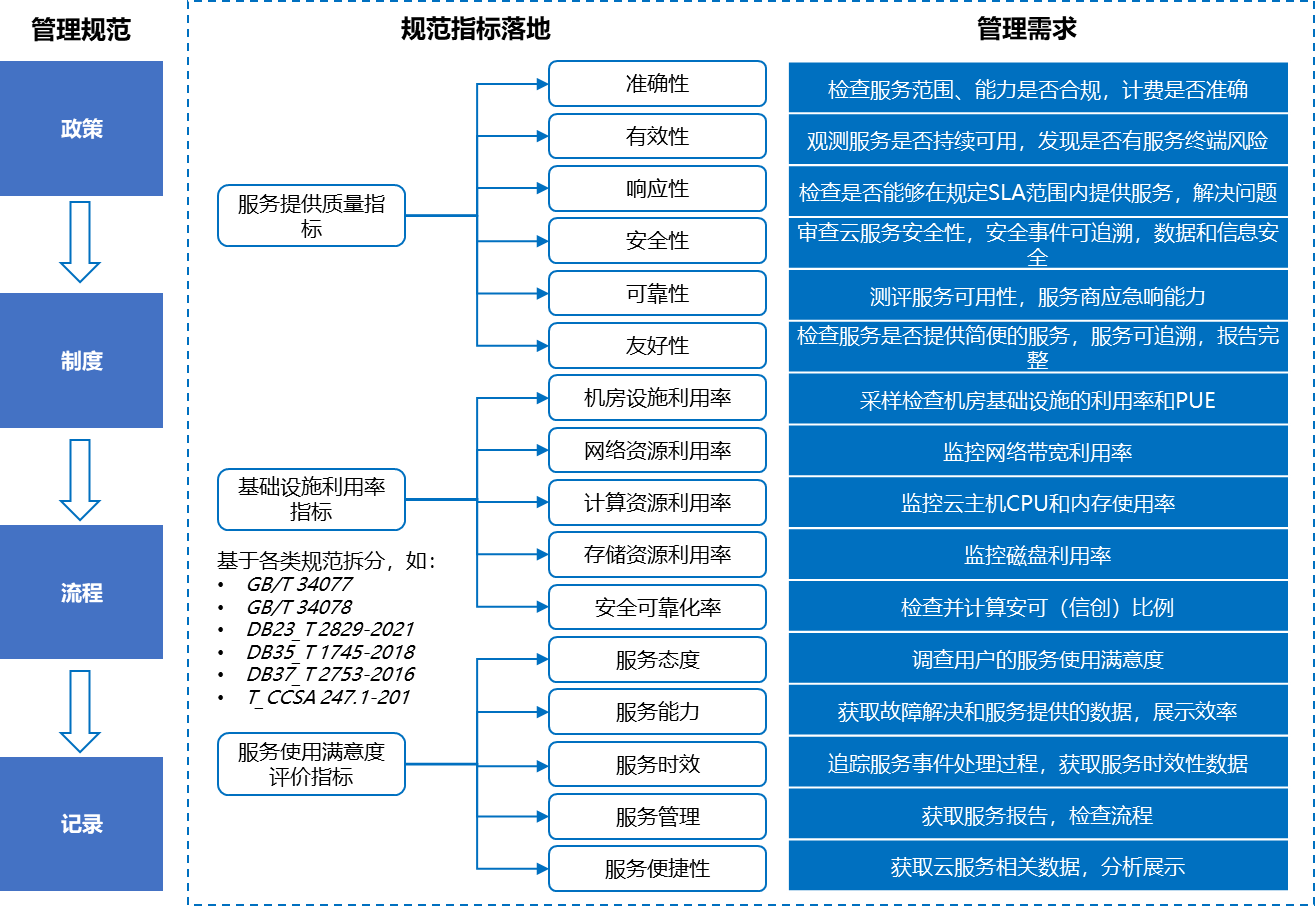 管理规范
规范指标落地
管理需求
政策
制度
流程
记录
服务提供质量指
标
准确性
检查服务范围、能力是否合规，计费是否准确
有效性
观测服务是否持续可用，发现是否有服务终端风险
响应性
检查是否能够在规定SLA范围内提供服务，解决问题
安全性
审查云服务安全性，安全事件可追溯，数据和信息安
全
可靠性
测评服务可用性，服务商应急响能力
友好性
检查服务是否提供简便的服务，服务可追溯，报告完
整
基础设施利用率
指标
机房设施利用率
采样检查机房基础设施的利用率和PUE
网络资源利用率
监控网络带宽利用率
计算资源利用率
监控云主机CPU和内存使用率
存储资源利用率
监控磁盘利用率
安全可靠化率
检查并计算安可（信创）比例
基于各类规范拆分，如：
• GB/T 34077
• GB/T 34078
• DB23_T 2829-2021
• DB35_T 1745-2018
• DB37_T 2753-2016
• T_CCSA 247.1-201
服务使用满意度
评价指标
服务态度
调查用户的服务使用满意度
服务能力
获取故障解决和服务提供的数据，展示效率
服务时效
追踪服务事件处理过程，获取服务时效性数据
服务管理
获取服务报告，检查流程
服务便捷性
获取云服务相关数据，分析展示